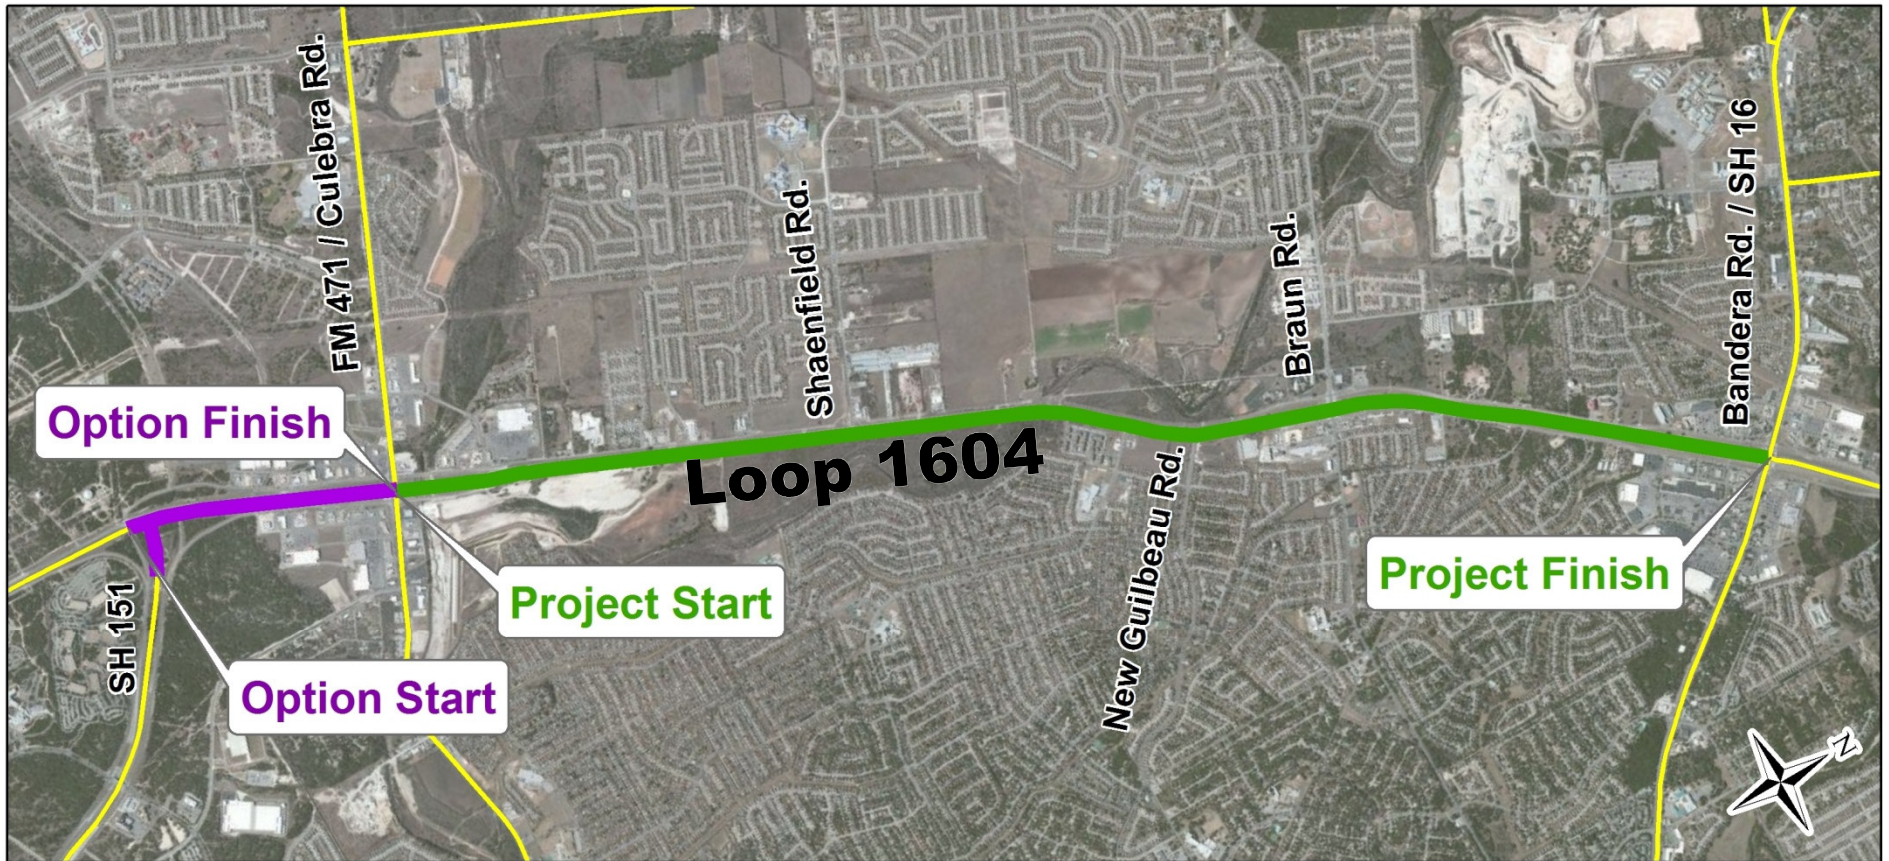 FM 471 / Culebra Rd.
Shaenfield Rd.
Braun Rd.
Bandera Rd. / SH 16
Option Finish
Loop 1604
New Guilbeau Rd.
Project Start
Project Finish
SH 151
Option Start
N